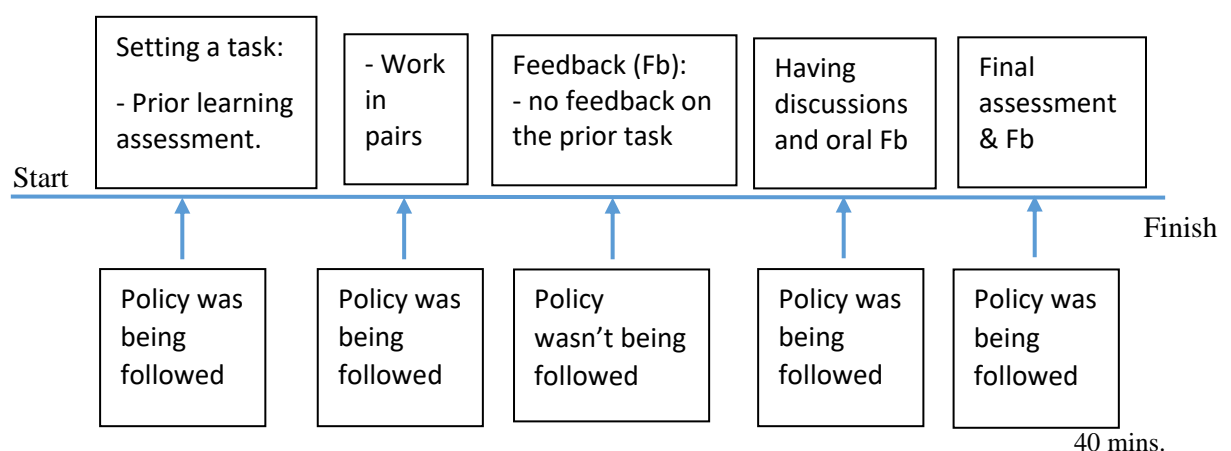 Setting a task:
- Prior learning
assessment.
- Work
in
pairs
Feedback (Fb):
- no feedback on
the prior task
Having
discussions
and oral Fb
Final
assessment
& Fb
Start
Finish
Policy was
being
followed
Policy was
being
followed
Policy
wasn’t being
followed
Policy was
being
followed
Policy was
being
followed
40 mins.